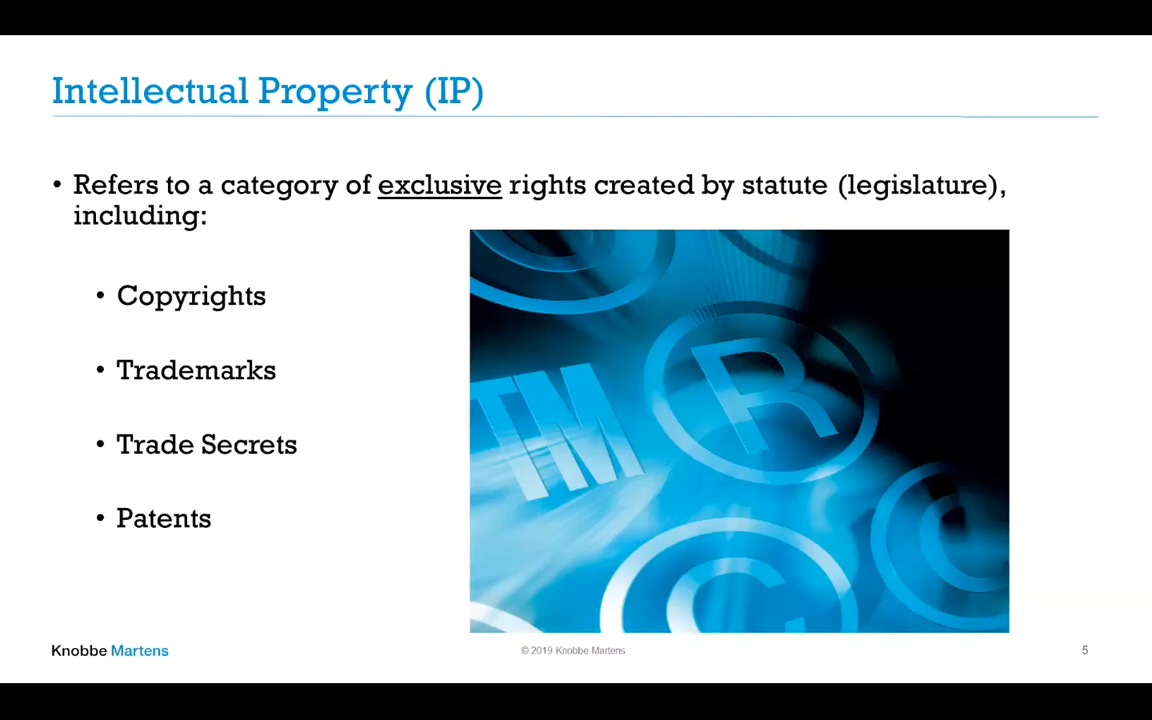 Intellectual Property (IP)
• Refers to a category of exclusive rights created by statute (legislature),
including:
• Copyrights
• Trademarks
• Trade Secrets
• Patents
TM
®
©
©
Knobbe Martens
© 2019 Knobbe Martens
5